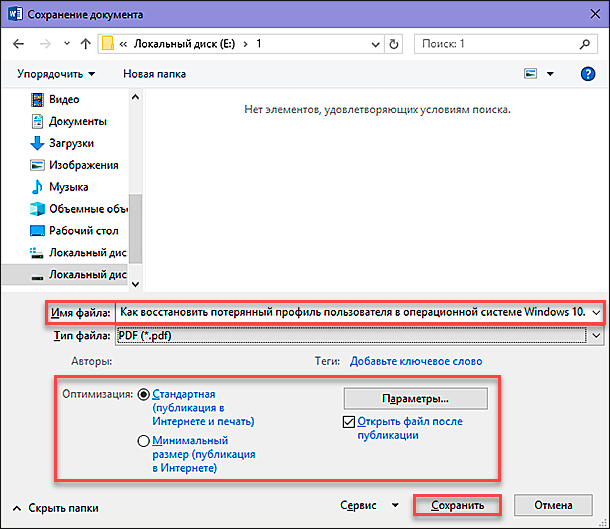 Сохранение документа
« Локальный диск (E:) > 1
Поиск: 1
Упорядочить
Новая папка
Видео
Документы
Загрузки
Изображения
Музыка
Объемные объе
Рабочий стол
Локальный диск
Локальный диск
Нет элементов, удовлетворяющих условиям поиска.
Имя файла: Как восстановить потерянный профиль пользователя в операционной системе Windows 10.
Тип файла: PDF (*.pdf)
Авторы:
Теги: Добавьте ключевое слово
Оптимизация:
Стандартная
(публикация в
Интернете и печать)
Минимальный
размер (публикация
в Интернете)
Параметры...
Открыть файл после
публикации
Скрыть папки
Сервис
Сохранить
Отмена